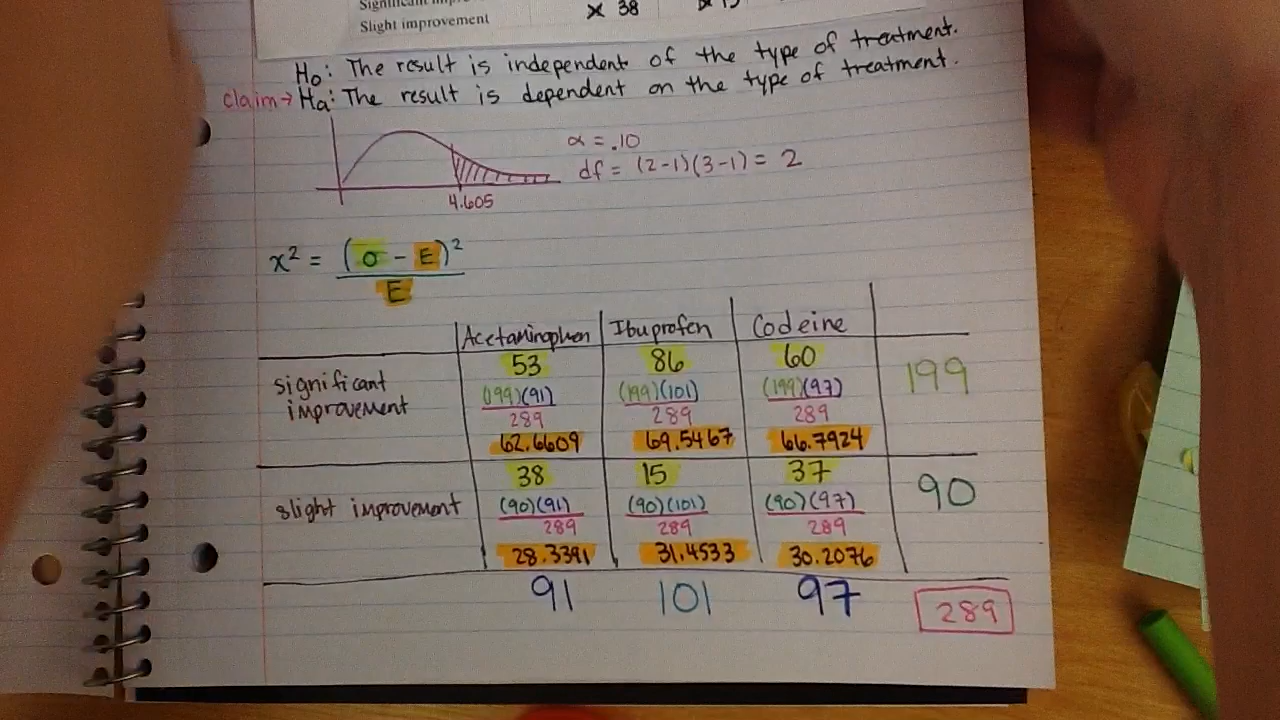 Slight improvement
x 38
Ho: The result is independent of the type of treatment.
claim→ Ha: The result is dependent on the type of treatment.
α = .10
df = (2-1)(3-1) = 2
4.605
x² = (O - E)²
E
Acetaminophen Ibuprofen Codeine
53 86 60
significant improvement
(199)(91) (199)(101) (199)(97)
289 289 289
199
62.6609 69.5467 66.7924
38 15 37
slight improvement (90)(91) (90)(101) (90)(97)
289 289 289
90
28.3391 31.4533 30.2076
91 101 97
289